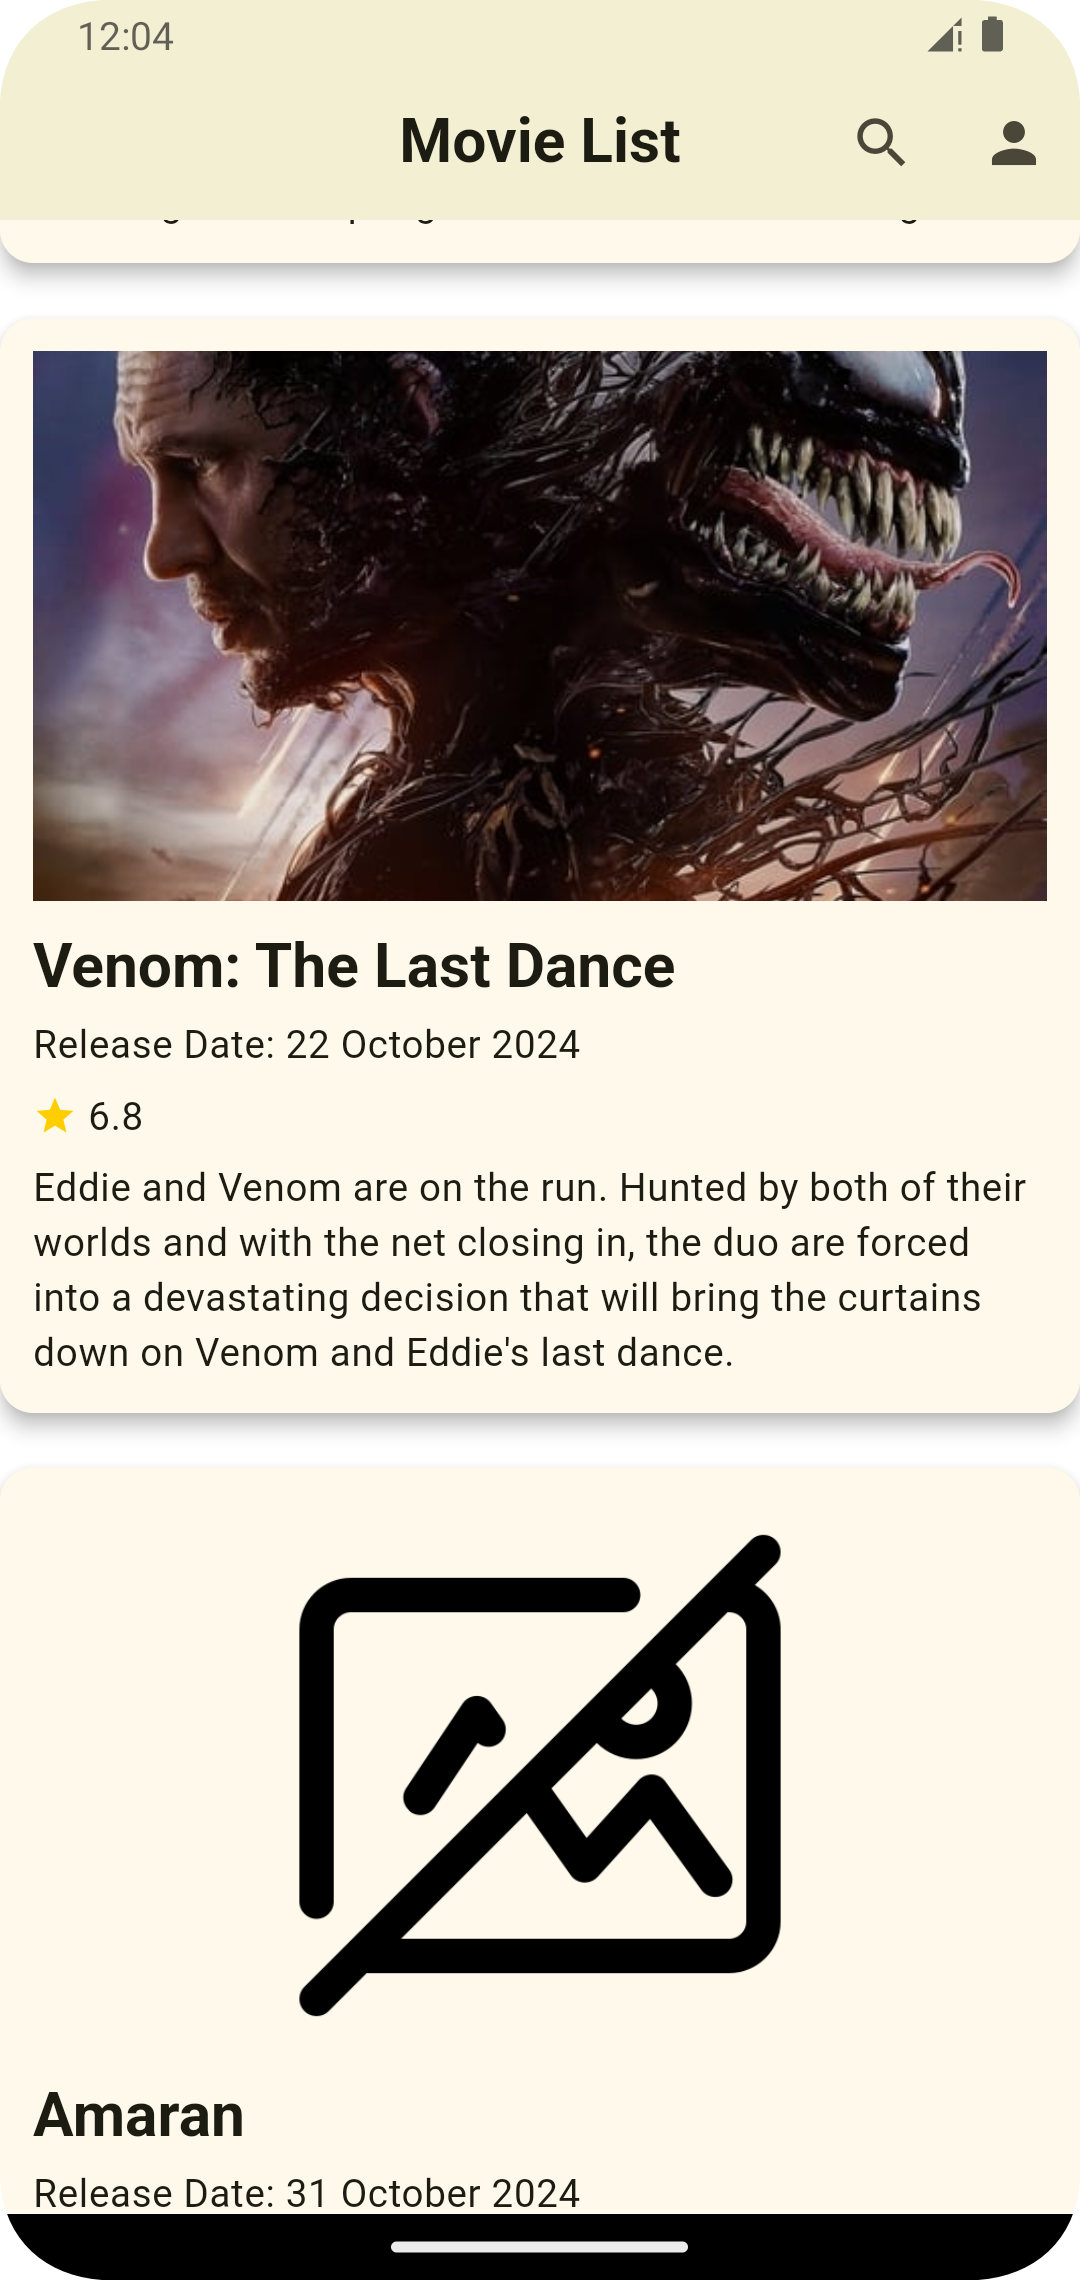 12:04
Movie List
Venom: The Last Dance
Release Date: 22 October 2024
6.8
Eddie and Venom are on the run. Hunted by both of their
worlds and with the net closing in, the duo are forced
into a devastating decision that will bring the curtains
down on Venom and Eddie's last dance.
Amaran
Release Date: 31 October 2024